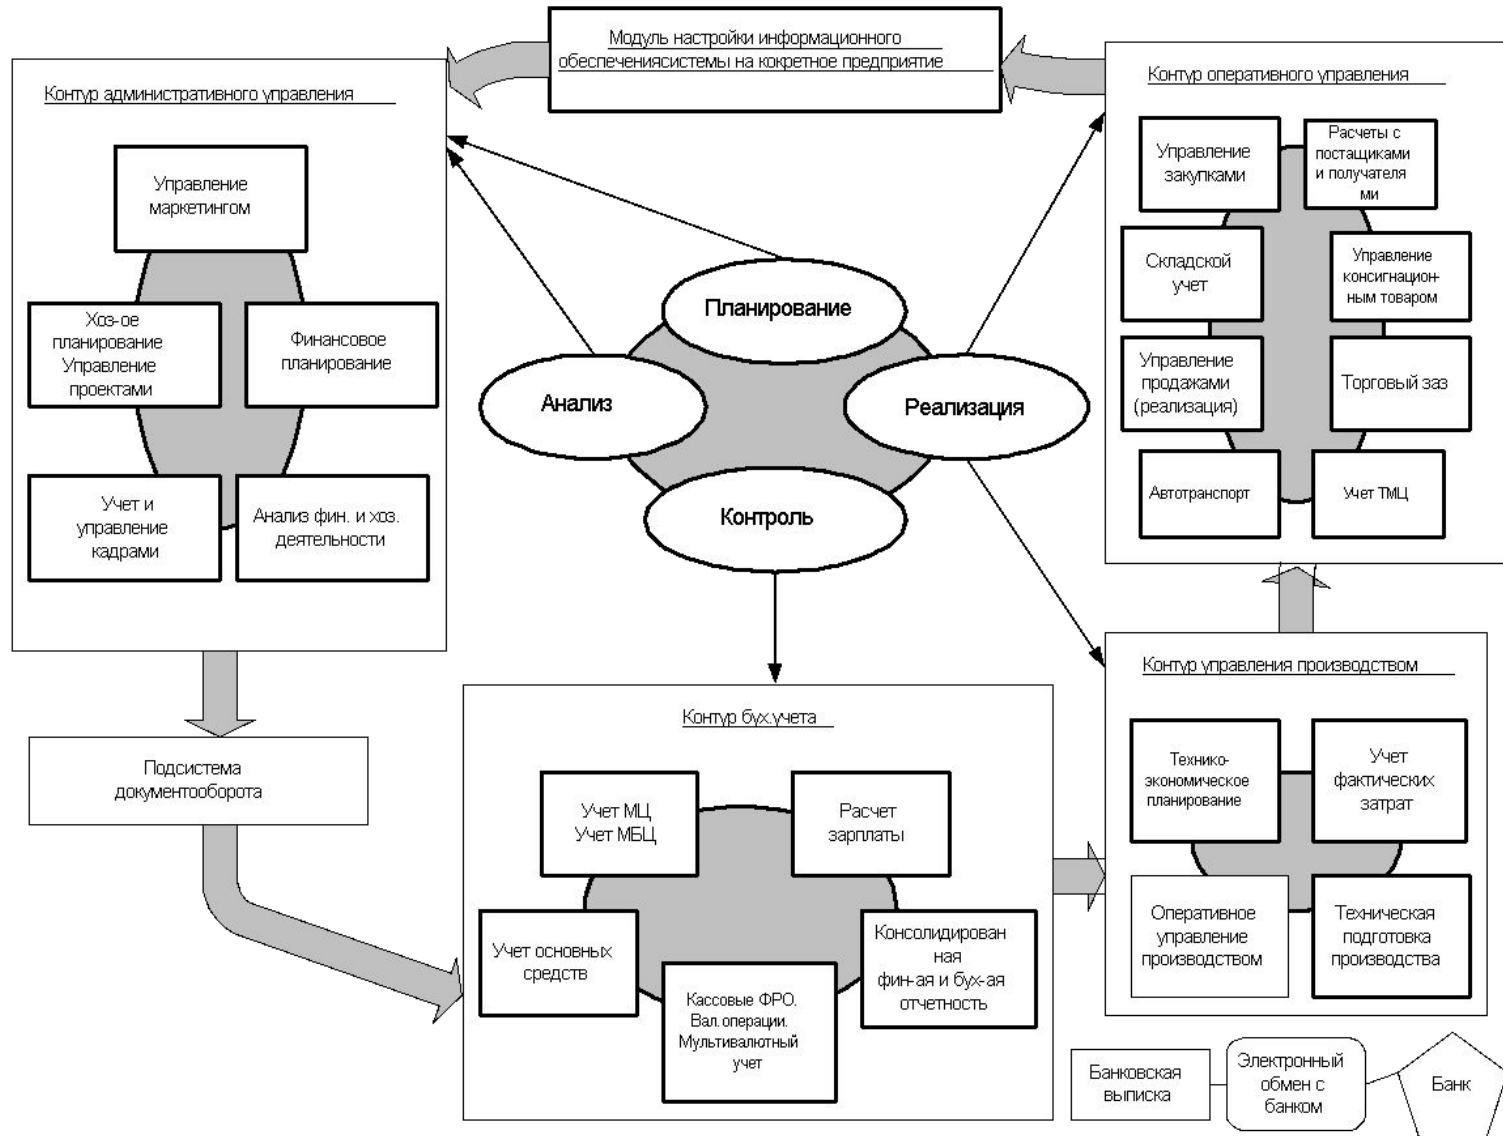 Модуль настройки информационного
обеспечениясистемы на кокретное предприятие
Контур административного управления
Управление
маркетингом
Хоз-ое
планирование
Управление
проектами
Финансовое
планирование
Учет и
управление
кадрами
Анализ фин. и хоз.
деятельности
Контур оперативного управления
Управление
закупками
Расчеты с
постащиками
и получателя
ми
Складской
учет
Управление
консигнацион-
ным товаром
Управление
продажами
(реализация)
Торговый заз
Автотранспорт
Учет ТМЦ
Планирование
Анализ
Реализация
Контроль
Подсистема
документооборота
Контур бух.учета
Учет МЦ
Учет МБЦ
Расчет
зарплаты
Учет основных
средств
Консолидирован
ная
фин-ая и бух-ая
отчетность
Кассовые ФРО.
Вал.операции.
Мультивалютный
учет
Контур управления производством
Технико-
экономическое
планирование
Учет
фактических
затрат
Оперативное
управление
производством
Техническая
подготовка
производства
Банковская
выписка
Электронный
обмен с
банком
Банк